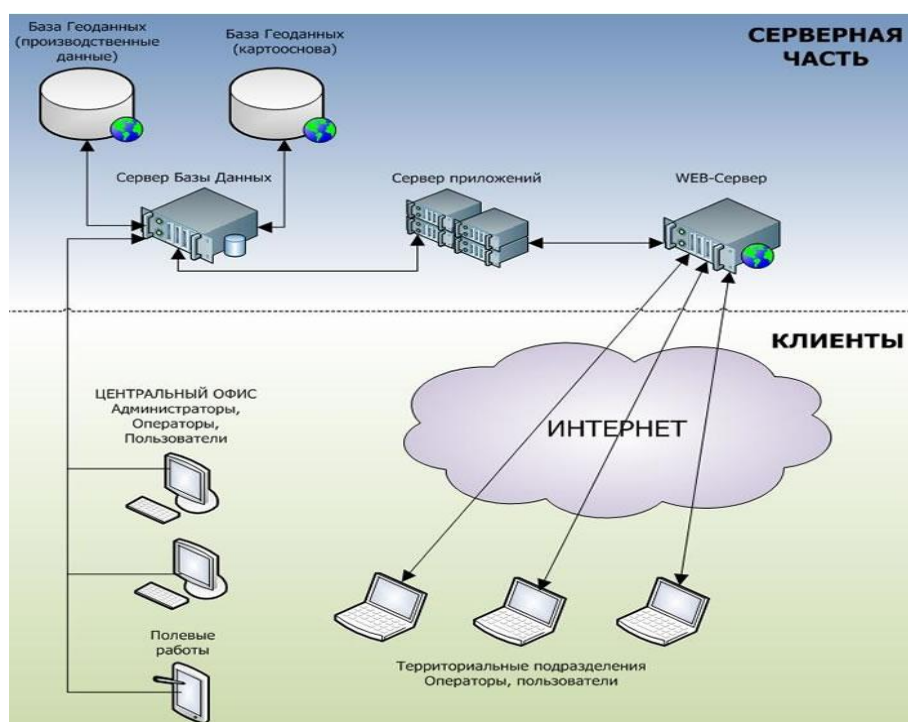 База Геоданных
(производственные
данные)
База Геоданных
(картооснова)
СЕРВЕРНАЯ
ЧАСТЬ
Сервер Базы Данных
Сервер приложений
WEB-Сервер
КЛИЕНТЫ
ЦЕНТРАЛЬНЫЙ ОФИС
Администраторы,
Операторы,
Пользователи
ИНТЕРНЕТ
Полевые
работы
Территориальные подразделения
Операторы, пользователи